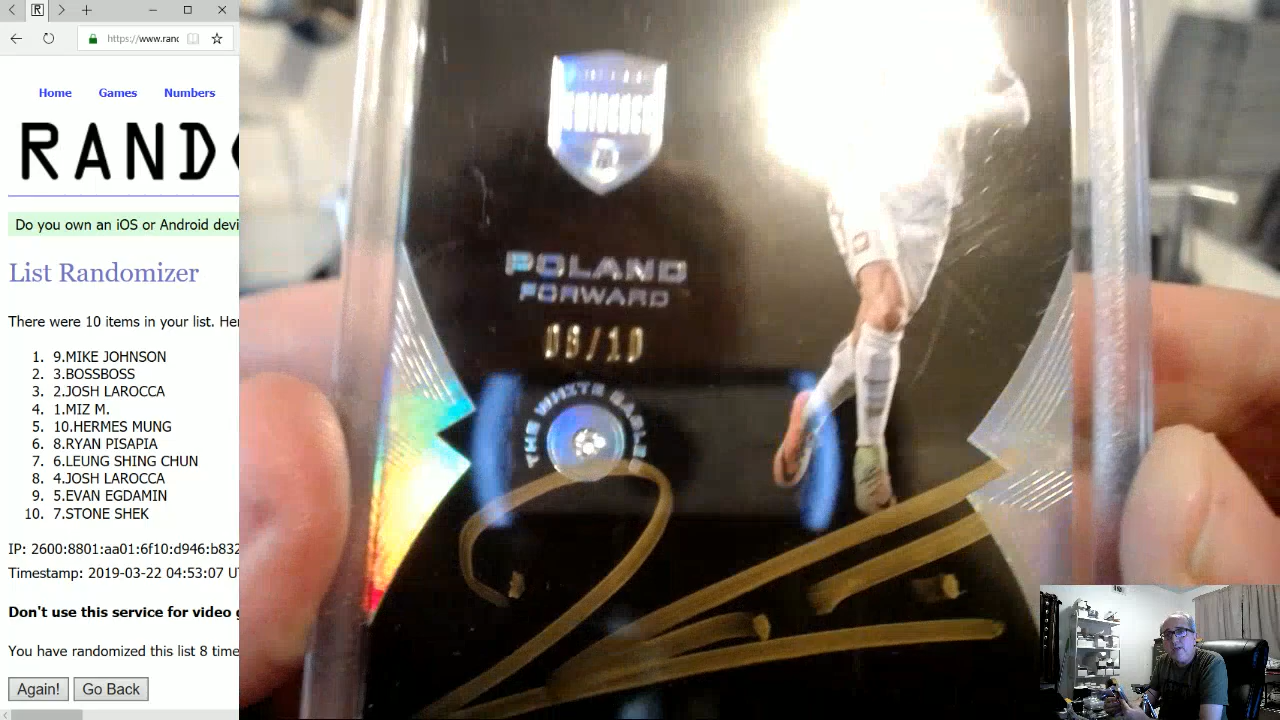 https://www.rand
Home Games Numbers
RANDO
Do you own an iOS or Android devi
List Randomizer
There were 10 items in your list. Her
1. 9.MIKE JOHNSON
2. 3.BOSSBOSS
3. 2.JOSH LAROCCA
4. 1.MIZ M.
5. 10.HERMES MUNG
6. 8.RYAN PISAPIA
7. 6.LEUNG SHING CHUN
8. 4.JOSH LAROCCA
9. 5.EVAN EGDAMIN
10. 7.STONE SHEK
IP: 2600:8801:aa01:6f10:d946:b832
Timestamp: 2019-03-22 04:53:07 U
Don't use this service for video g
You have randomized this list 8 time
Again! Go Back
POLAND
FORWARD
08/10
THE WHITE EAGLE